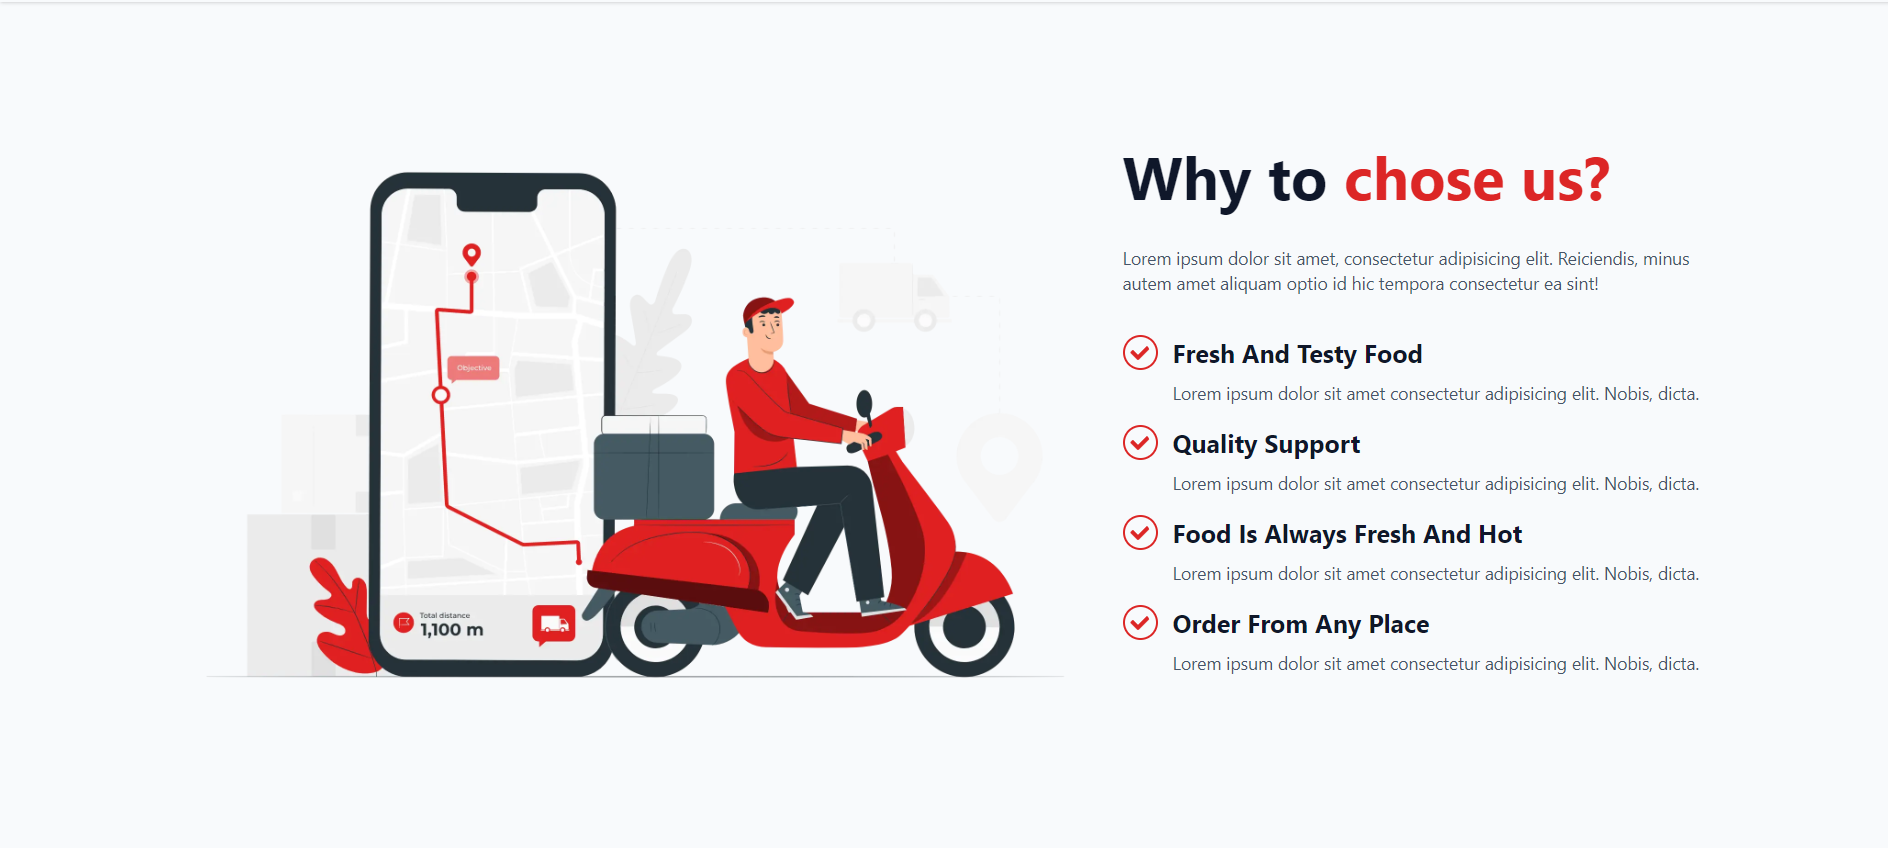 Why to chose us?
Lorem ipsum dolor sit amet, consectetur adipisicing elit. Reiciendis, minus
autem amet aliquam optio id hic tempora consectetur ea sint!
Fresh And Testy Food
Lorem ipsum dolor sit amet consectetur adipisicing elit. Nobis, dicta.
Quality Support
Lorem ipsum dolor sit amet consectetur adipisicing elit. Nobis, dicta.
Food Is Always Fresh And Hot
Lorem ipsum dolor sit amet consectetur adipisicing elit. Nobis, dicta.
Order From Any Place
Lorem ipsum dolor sit amet consectetur adipisicing elit. Nobis, dicta.
Objective
Total distance
1,100 m